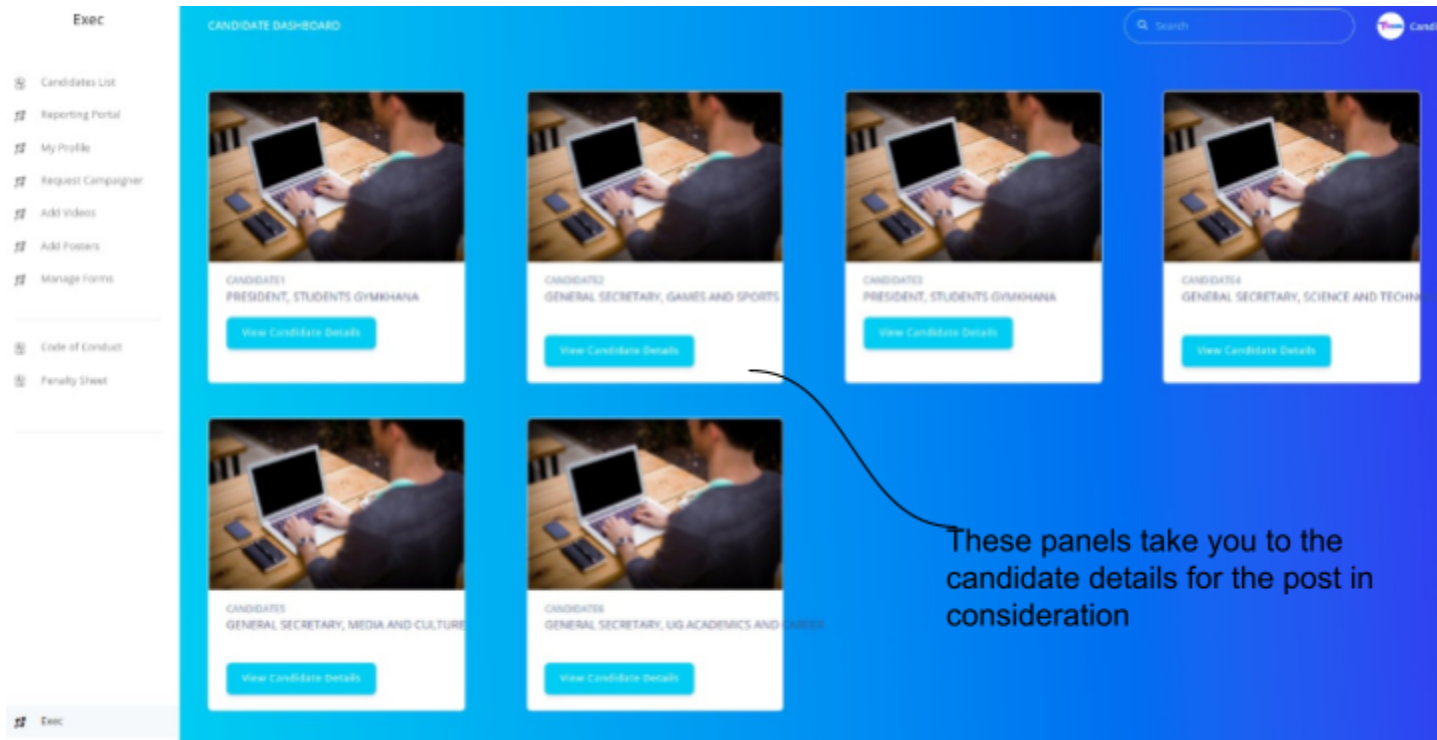 Exec
Candidates List
Reporting Portal
My Profile
Request Campaigner
Add Videos
Add Posters
Manage Forms
Code of Conduct
Penalty Sheet
Exec
CANDIDATE DASHBOARD
Search
Candi
CANDIDATE1
PRESIDENT, STUDENTS GYMKHANA
View Candidate Details
CANDIDATE2
GENERAL SECRETARY, GAMES AND SPORTS
View Candidate Details
CANDIDATE3
PRESIDENT, STUDENTS GYMKHANA
View Candidate Details
CANDIDATE4
GENERAL SECRETARY, SCIENCE AND TECHN
View Candidate Details
CANDIDATE5
GENERAL SECRETARY, MEDIA AND CULTURE
View Candidate Details
CANDIDATE6
GENERAL SECRETARY, UG ACADEMICS AND CAREER
View Candidate Details
These panels take you to the
candidate details for the post in
consideration